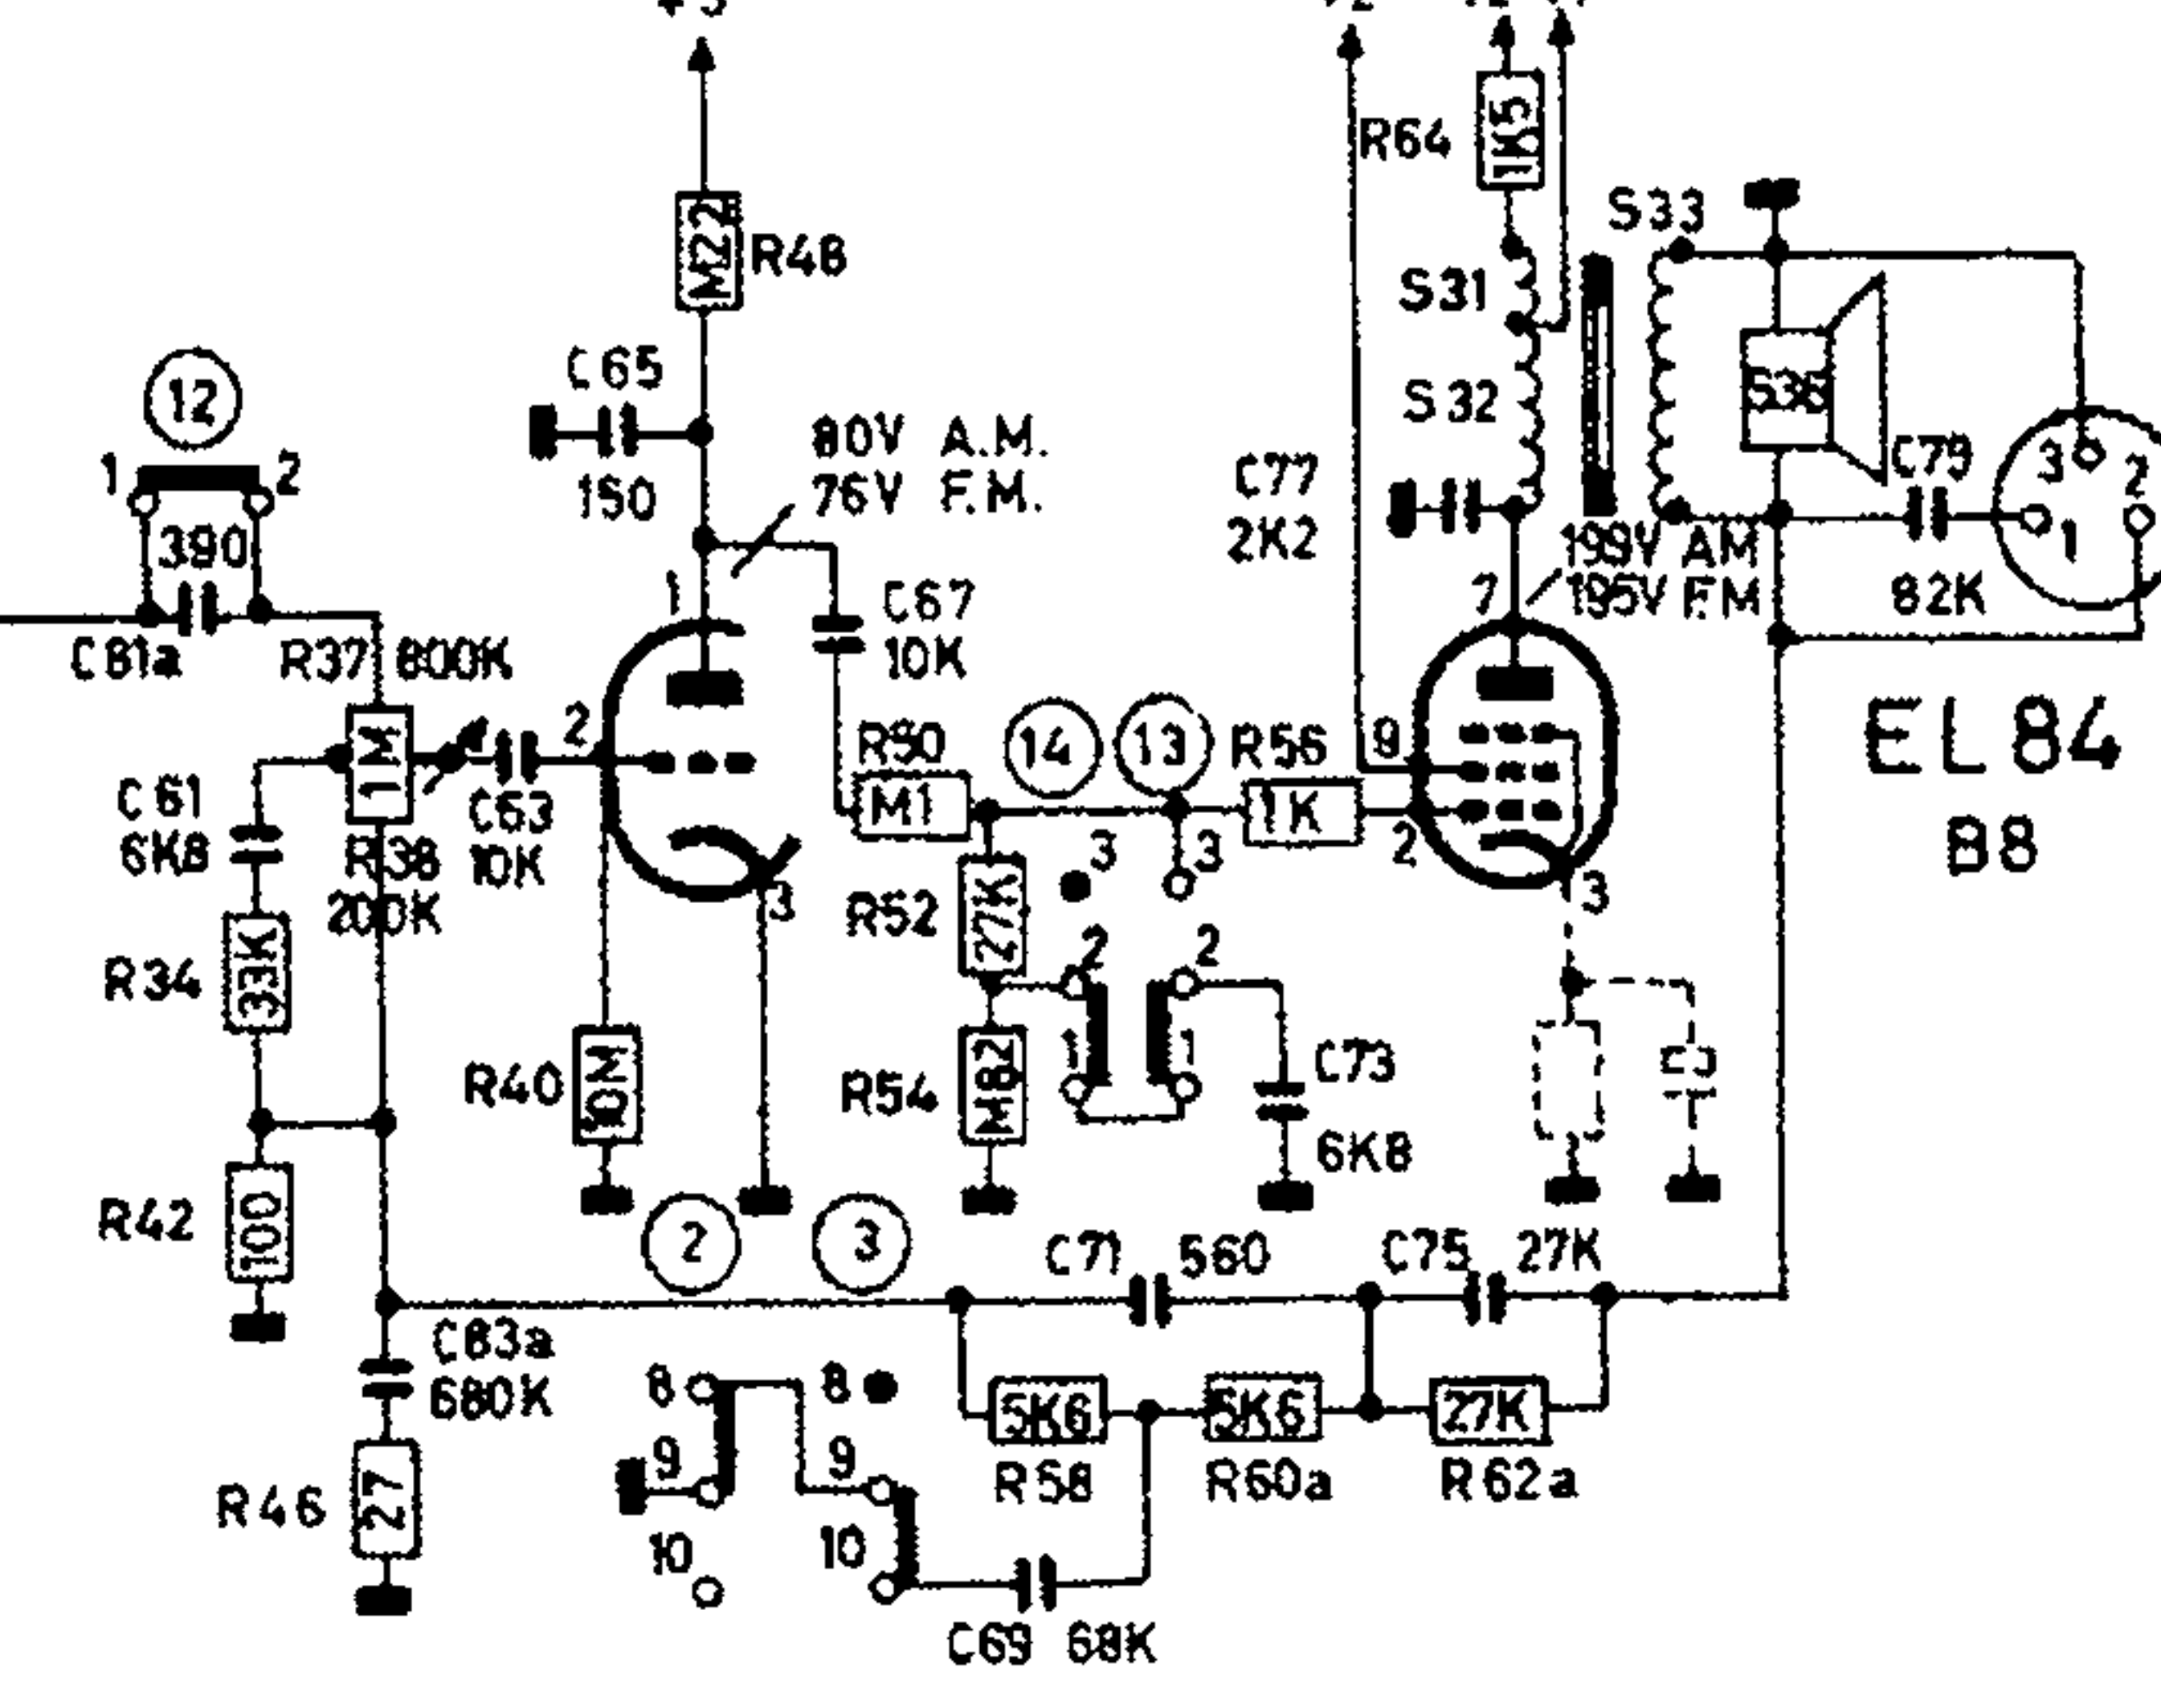 R64
1K5
S33
M22
R48
S31
C65
S32
S36
12
80V A.M.
C79
3
1
2
C77
2
150
76V F.M.
390
2K2
1
199V AM
1
7
195V F.M
82K
C67
C81a
R37
800K
10K
2
EL84
1M
R50
14
13
R56
9
C61
C63
M1
1K
6K8
R38
10K
3
3
2
B8
200K
3
R52
27K
3
R34
33K
2
2
R40
10M
R54
M82
1
1
C73
6K8
R42
100
2
3
C71
560
C75
27K
C83a
680K
8
8
5K6
5K6
27K
9
9
R58
R60a
R62a
R46
27
10
10
C69
68K